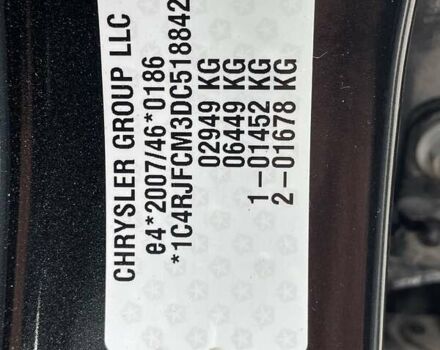 CHRYSLER GROUP LLC
e4*2007/46*0186
*1C4RJFCM3DC518842
02949 KG
06449 KG
1-01452 KG
2-01678 KG